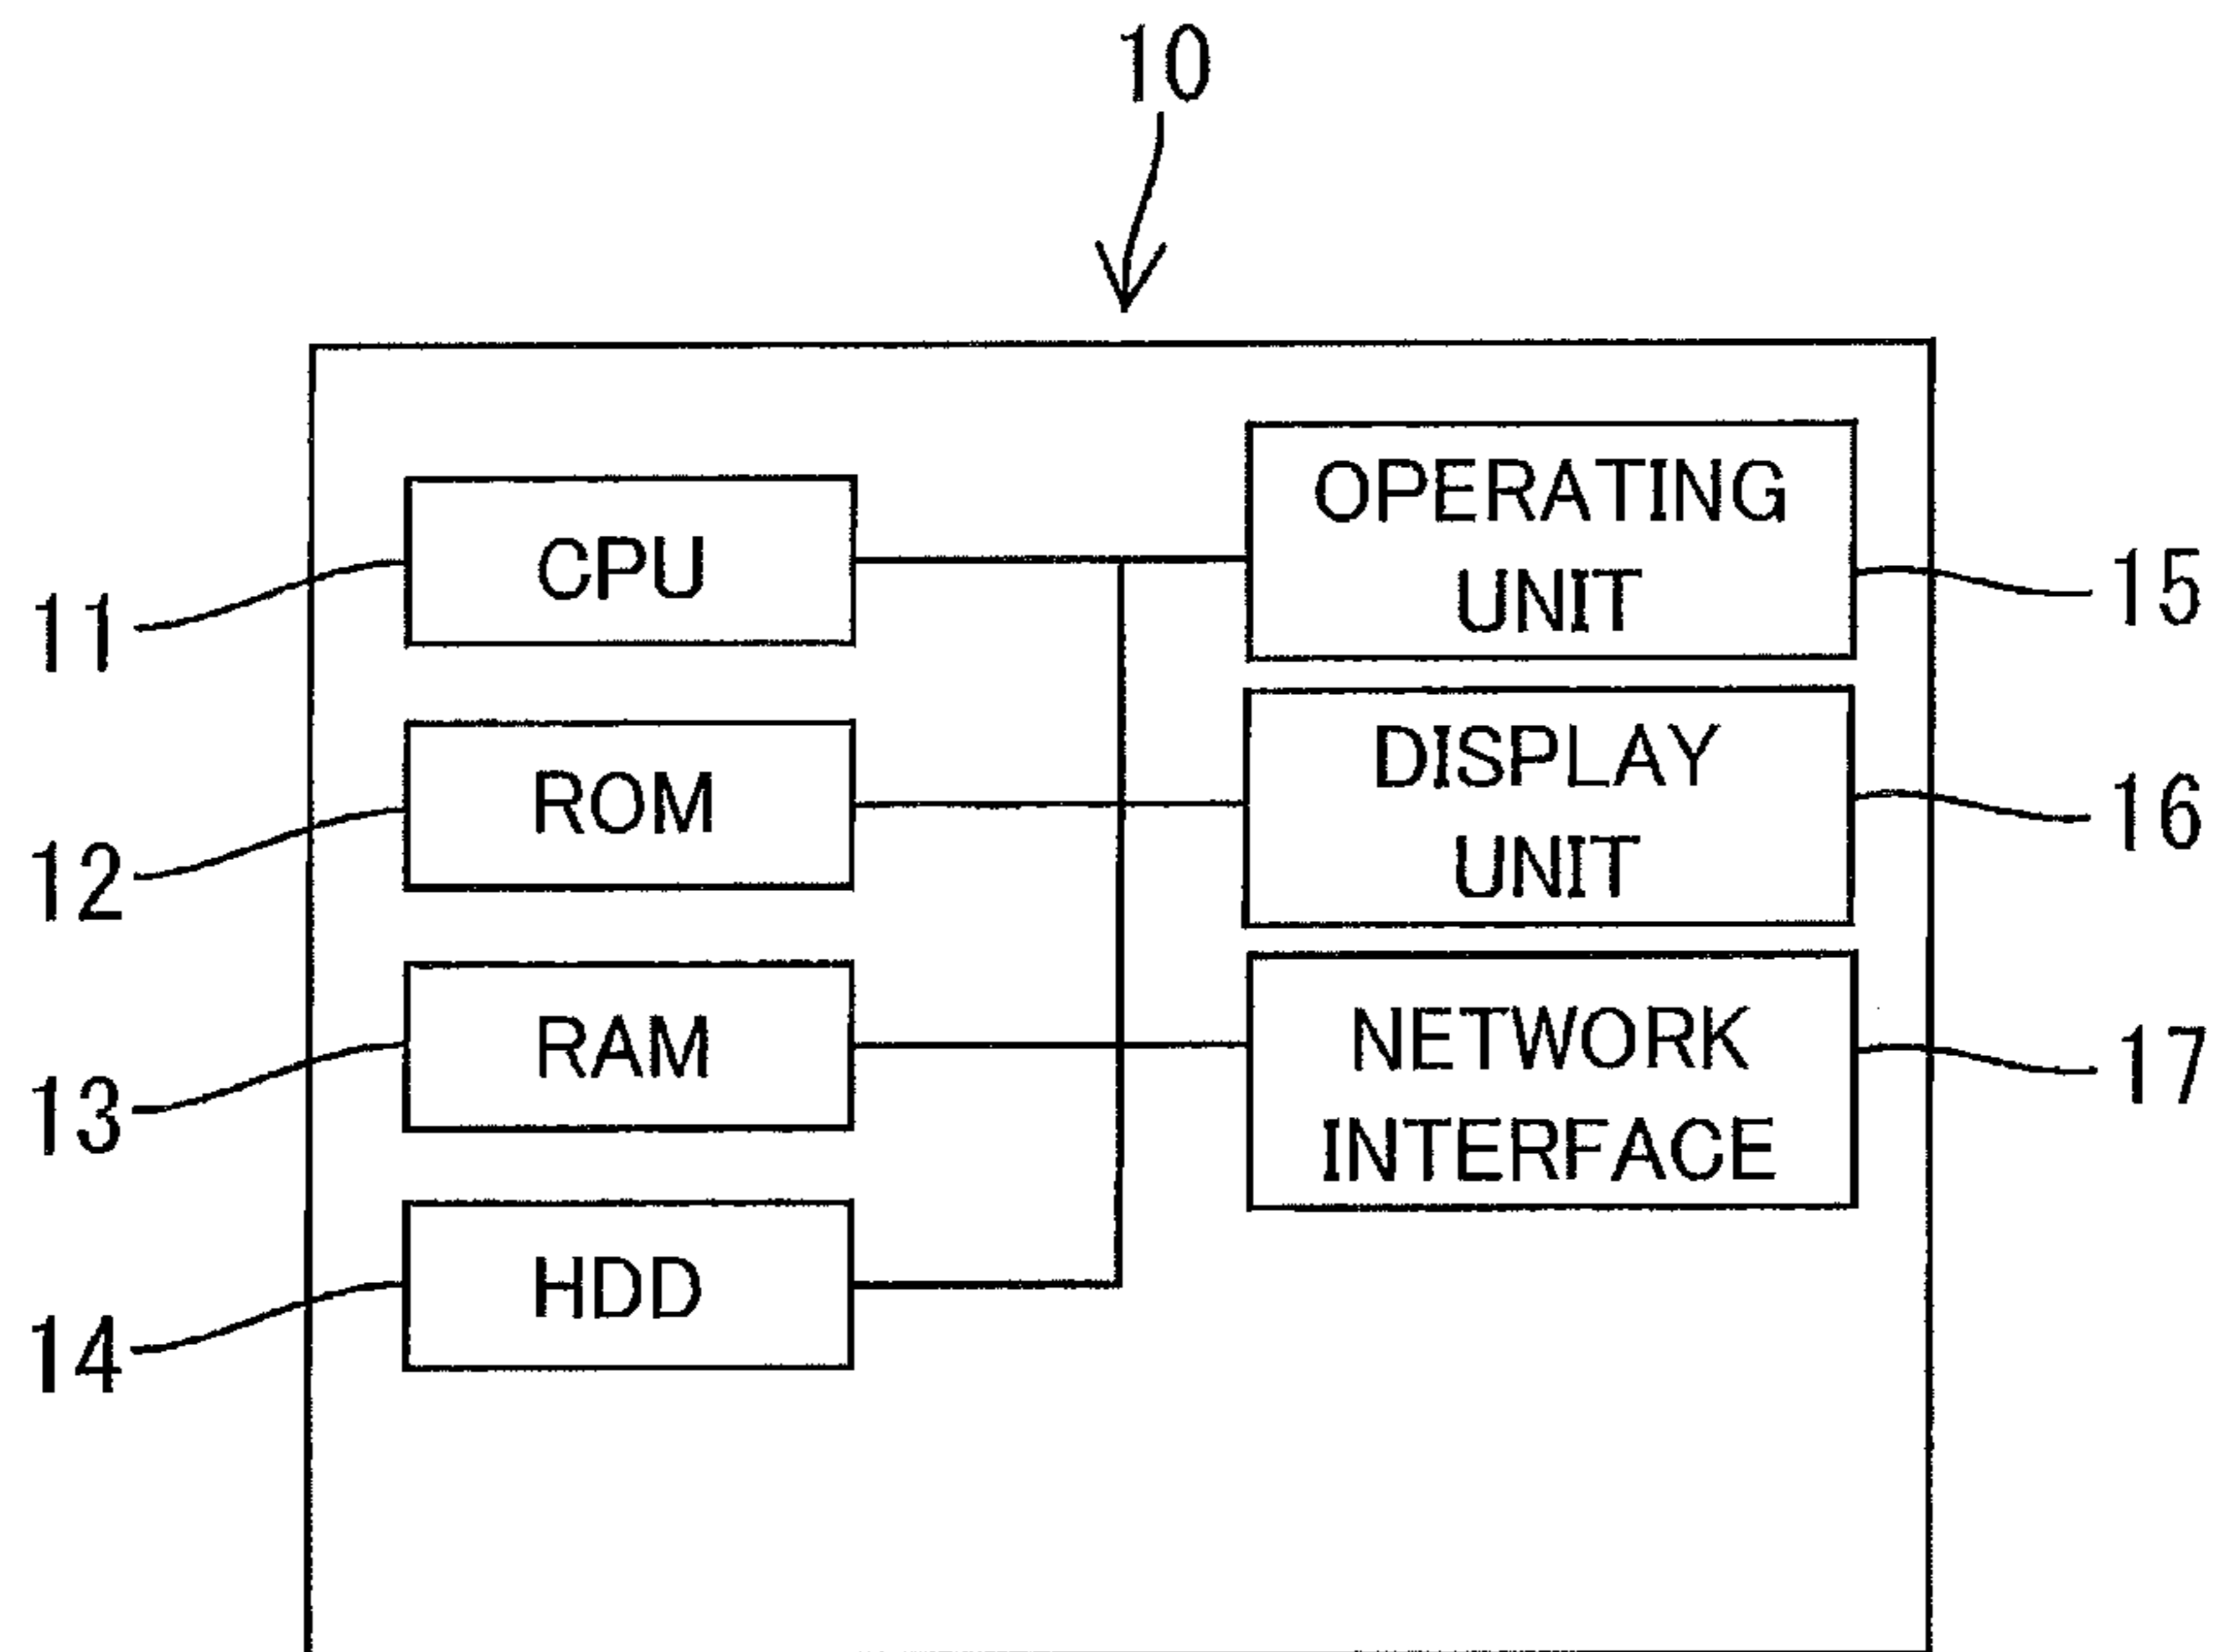 10
11
CPU
12
ROM
13
RAM
14
HDD
OPERATING
UNIT
15
DISPLAY
UNIT
16
NETWORK
INTERFACE
17